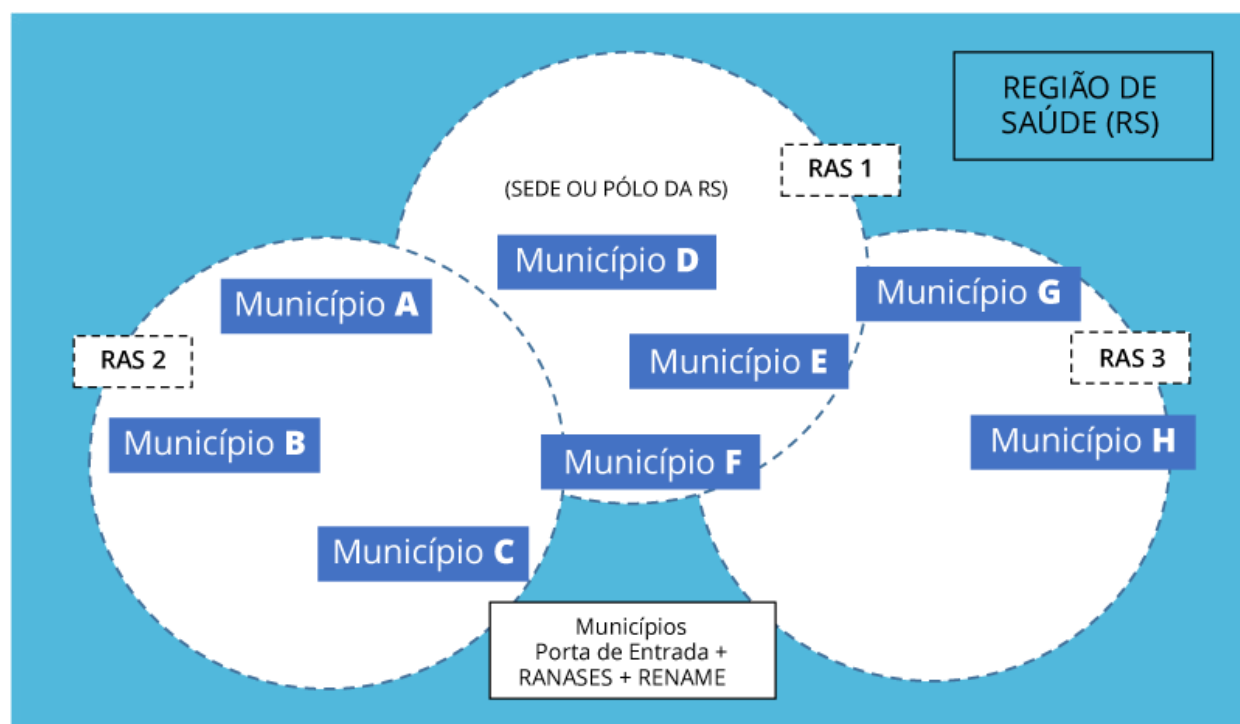 REGIÃO DE
SAÚDE (RS)
RAS 1
(SEDE OU PÓLO DA RS)
Município D
Município A
Município G
RAS 2
Município E
RAS 3
Município B
Município F
Município H
Município C
Municípios
Porta de Entrada +
RANASES + RENAME